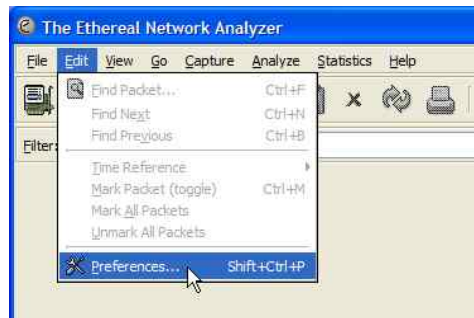 The Ethereal Network Analyzer
File Edit View Go Capture Analyze Statistics Help
Find Packet... Ctrl+F
Find Next Ctrl+N
Find Previous Ctrl+B
Filter:
Time Reference
Mark Packet (toggle) Ctrl+M
Mark All Packets
Unmark All Packets
Preferences... Shift+Ctrl+P